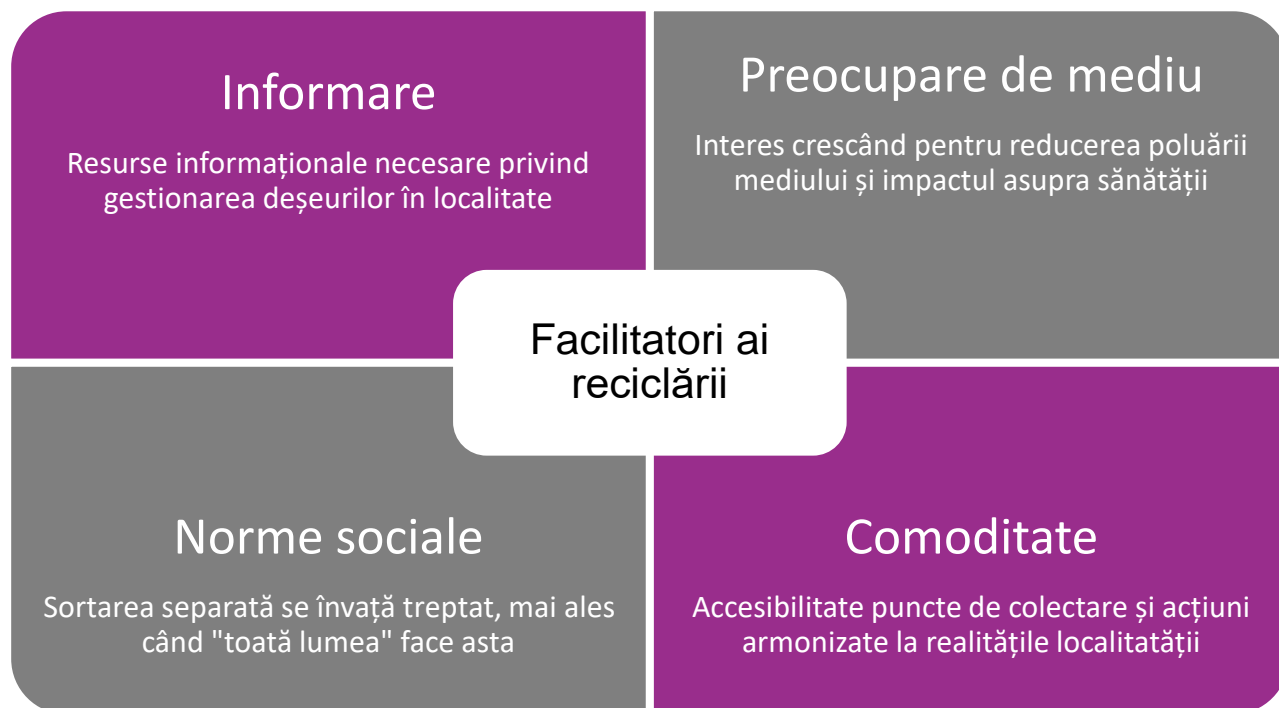 Informare
Resurse informaționale necesare privind
gestionarea deșeurilor în localitate
Preocupare de mediu
Interes crescând pentru reducerea poluării
mediului și impactul asupra sănătății
Facilitatori ai
reciclării
Norme sociale
Sortarea separată se învață treptat, mai ales
când "toată lumea" face asta
Comoditate
Accesibilitate puncte de colectare și acțiuni
armonizate la realitățile localitatății